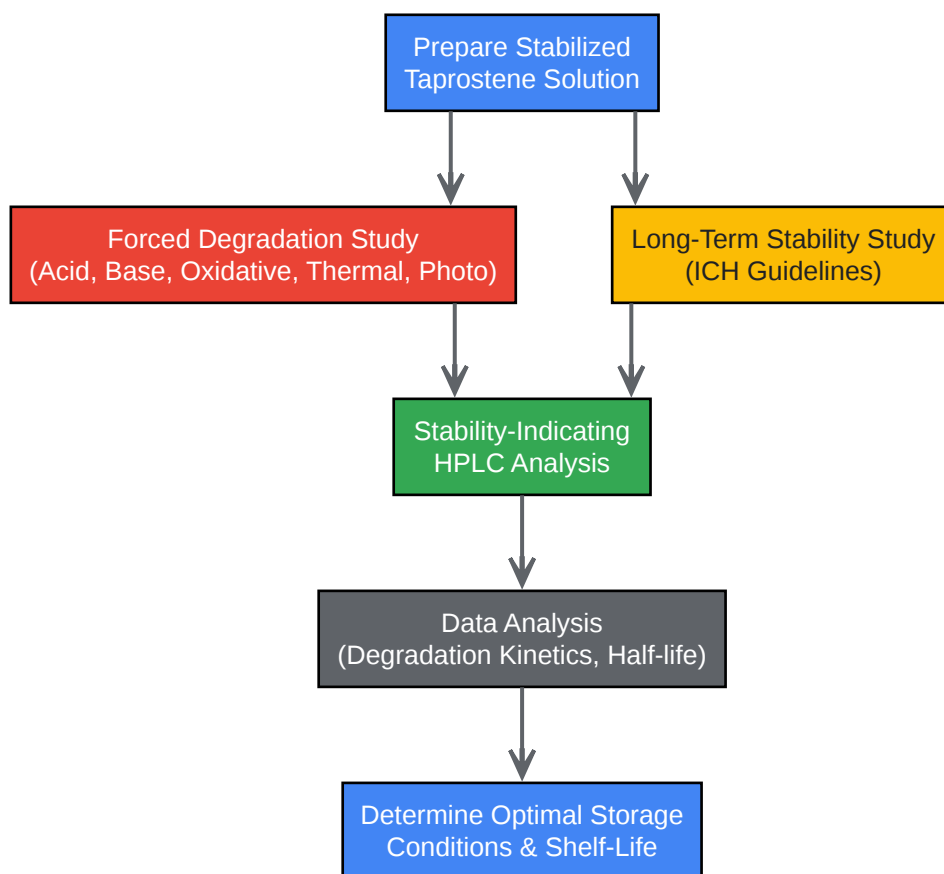 Prepare Stabilized
Taprostene Solution
Forced Degradation Study
(Acid, Base, Oxidative, Thermal, Photo)
Long-Term Stability Study
(ICH Guidelines)
Stability-Indicating
HPLC Analysis
Data Analysis
(Degradation Kinetics, Half-life)
Determine Optimal Storage
Conditions & Shelf-Life